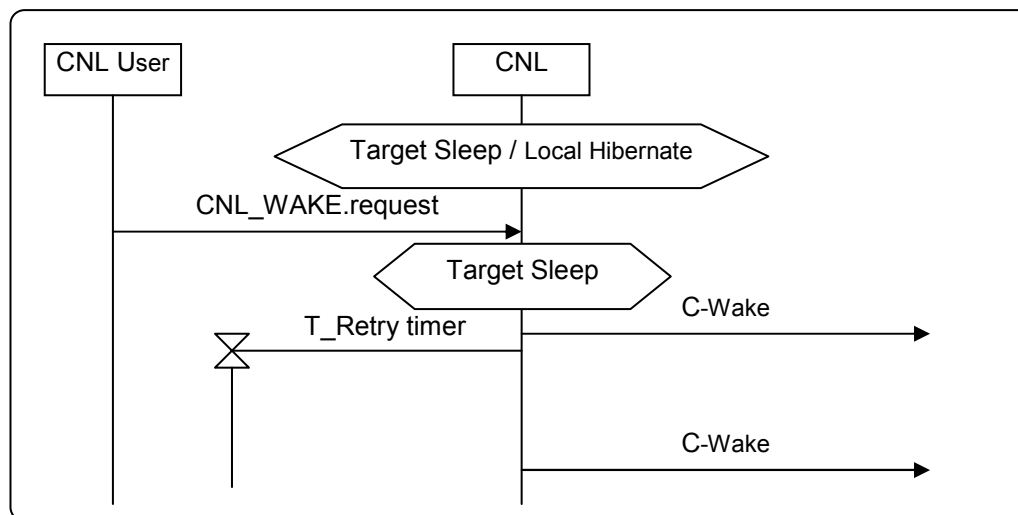 CNL User
CNL
Target Sleep / Local Hibernate
CNL_WAKE.request
Target Sleep
C-Wake
T_Retry timer
C-Wake